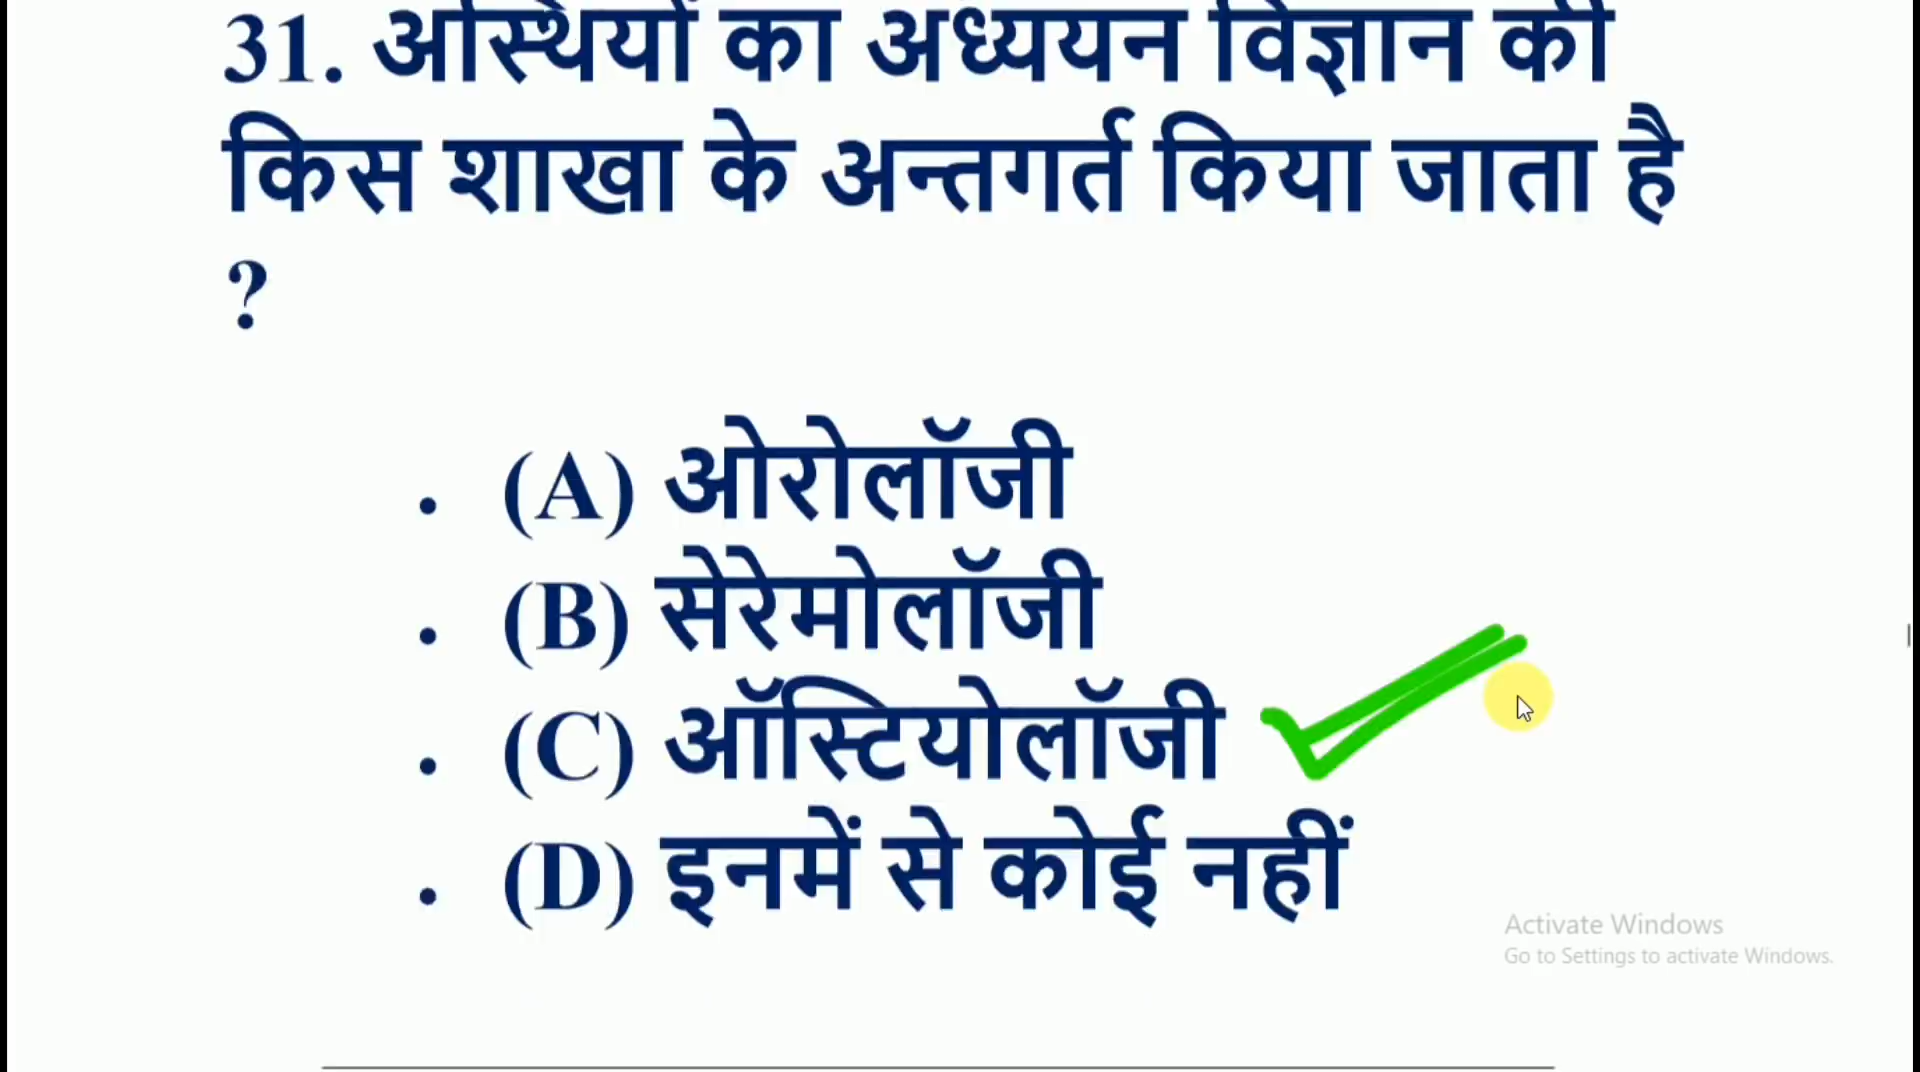 31. अस्थियों का अध्ययन विज्ञान की
किस शाखा के अन्तगर्त किया जाता है
?
• (A) ओरोलॉजी
• (B) सेरेमोलॉजी
• (C) ऑस्टियोलॉजी
• (D) इनमें से कोई नहीं
Activate Windows
Go to Settings to activate Windows.